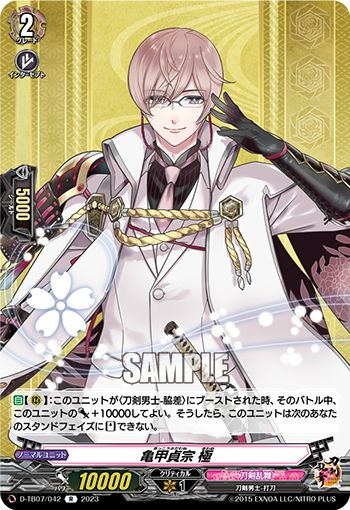 2
グレード
インターセプト
5000
シールド
SAMPLE
自【R】:このユニットが〈刀剣男士-脇差〉にブーストされた時、そのバトル中、
このユニットの+10000してよい。そうしたら、このユニットは次のあなた
のスタンドフェイズに【スタンド】できない。
亀甲貞宗 極
ノーマルユニット
パワー
10000
クリティカル
1
刀剣乱舞
刀剣男士-打刀
D-TB07/042 R 2023
©2015 EXNOA LLC/NITRO PLUS